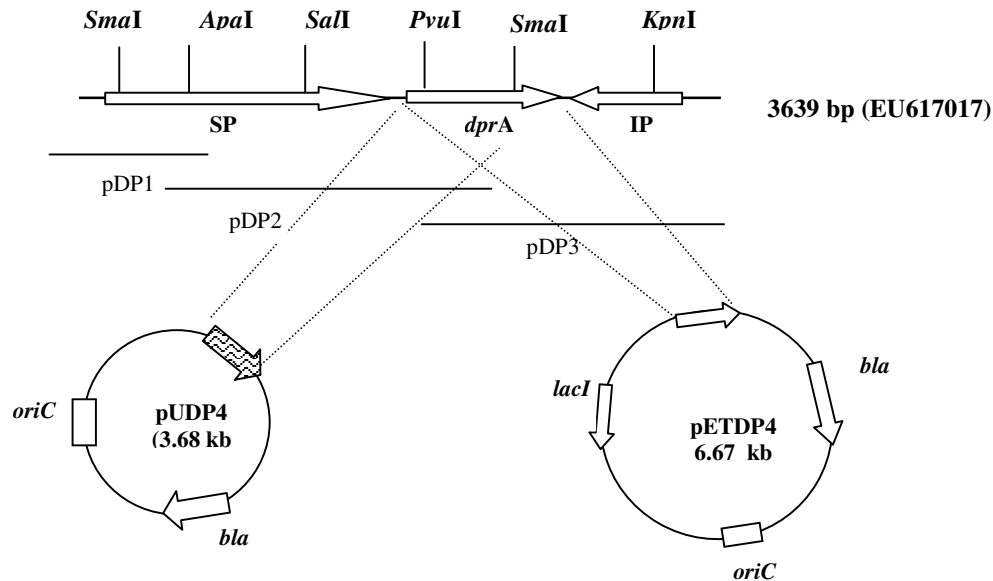 SmaI ApaI SalI PvuI SmaI KpnI
SP dprA IP 3639 bp (EU617017)
pDP1
pDP2
pDP3
oriC pUDP4 lacI pETDP4 bla
(3.68 kb 6.67 kb
bla
oriC